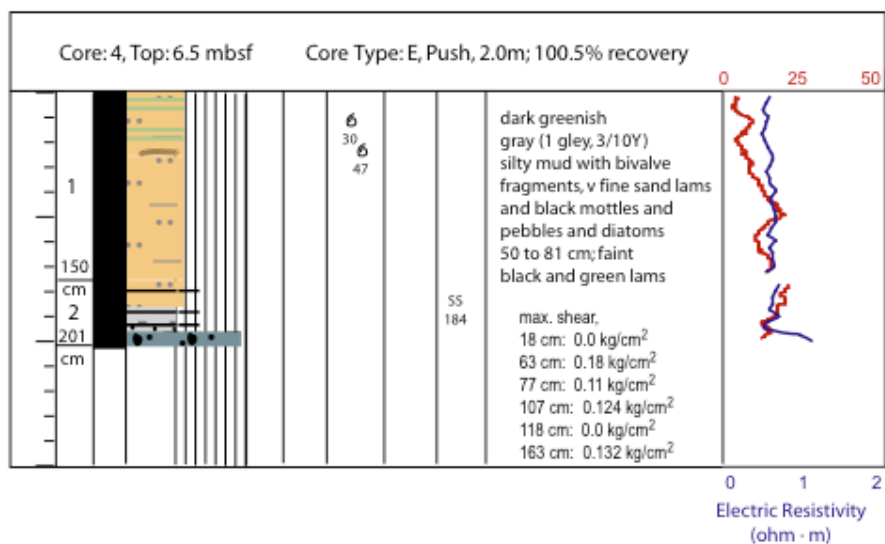 Core: 4, Top: 6.5 mbsf Core Type: E, Push, 2.0m; 100.5% recovery
0 25 50
1
150
cm
2
201
cm
30
47
SS
184
dark greenish
gray (1 gley, 3/10Y)
silty mud with bivalve
fragments, v fine sand lams
and black mottles and
pebbles and diatoms
50 to 81 cm; faint
black and green lams
max. shear,
18 cm: 0.0 kg/cm²
63 cm: 0.18 kg/cm²
77 cm: 0.11 kg/cm²
107 cm: 0.124 kg/cm²
118 cm: 0.0 kg/cm²
163 cm: 0.132 kg/cm²
0 1 2
Electric Resistivity
(ohm · m)